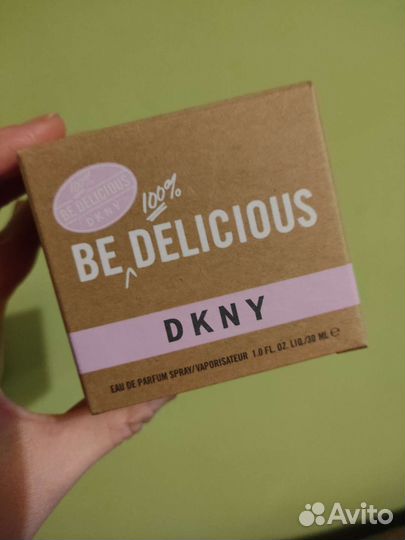 100%
BE DELICIOUS
DKNY
100%
BE DELICIOUS
DKNY
EAU DE PARFUM SPRAY/VAPORISATEUR 1.0 FL. OZ. LIQ./30 ML ℮
Avito